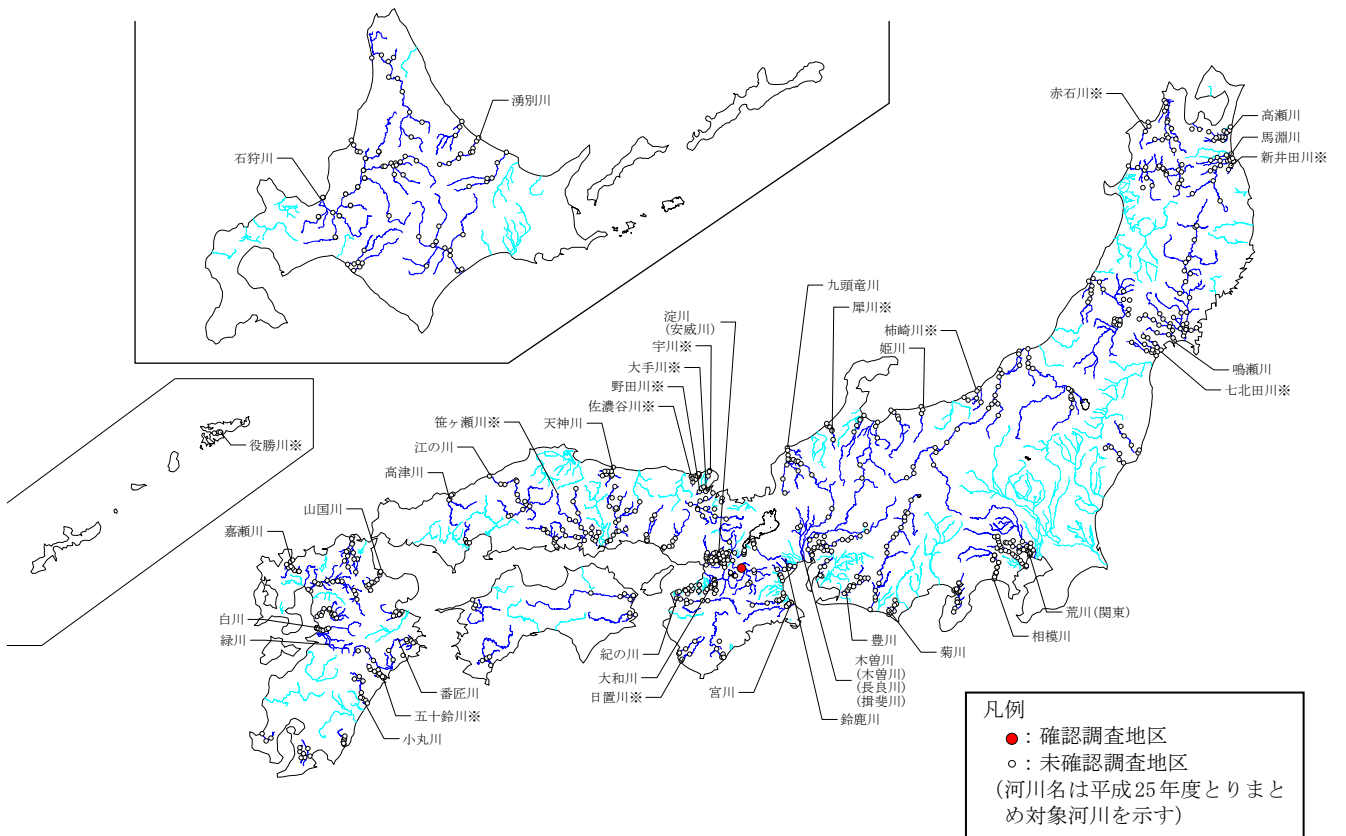 湧別川
石狩川
赤石川※
高瀬川
馬淵川
新井田川※
九頭竜川
犀川※
淀川
(安威川)
宇川※
大手川※
野田川※
佐濃谷川※
柿崎川※
姫川
鳴瀬川
七北田川※
笹ヶ瀬川※
天神川
江の川
高津川
役勝川※
山国川
嘉瀬川
白川
緑川
番匠川
五十鈴川※
小丸川
紀の川
大和川
日置川※
宮川
豊川
菊川
木曽川
(木曽川)
(長良川)
(揖斐川)
鈴鹿川
荒川(関東)
相模川
凡例
●：確認調査地区
○：未確認調査地区
(河川名は平成25年度とりまと
め対象河川を示す)